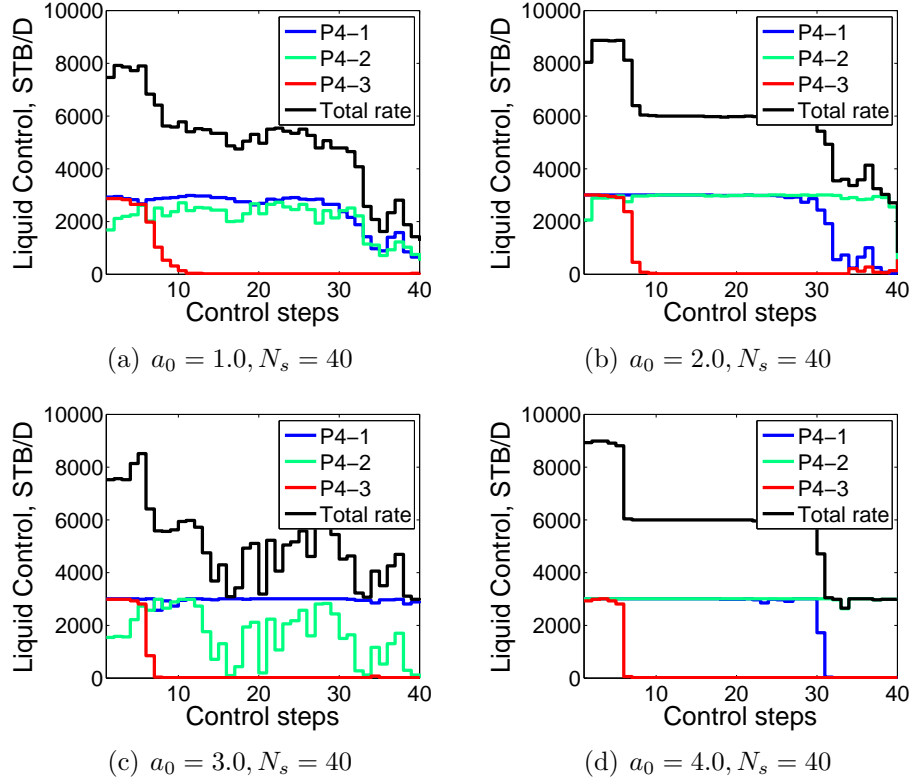 10000
8000
6000
4000
2000
0
Liquid Control, STB/D
P4−1
P4−2
P4−3
Total rate
10 20 30 40
Control steps
(a) a₀ = 1.0, Nₛ = 40
10000
8000
6000
4000
2000
0
Liquid Control, STB/D
P4−1
P4−2
P4−3
Total rate
10 20 30 40
Control steps
(b) a₀ = 2.0, Nₛ = 40
10000
8000
6000
4000
2000
0
Liquid Control, STB/D
P4−1
P4−2
P4−3
Total rate
10 20 30 40
Control steps
(c) a₀ = 3.0, Nₛ = 40
10000
8000
6000
4000
2000
0
Liquid Control, STB/D
P4−1
P4−2
P4−3
Total rate
10 20 30 40
Control steps
(d) a₀ = 4.0, Nₛ = 40